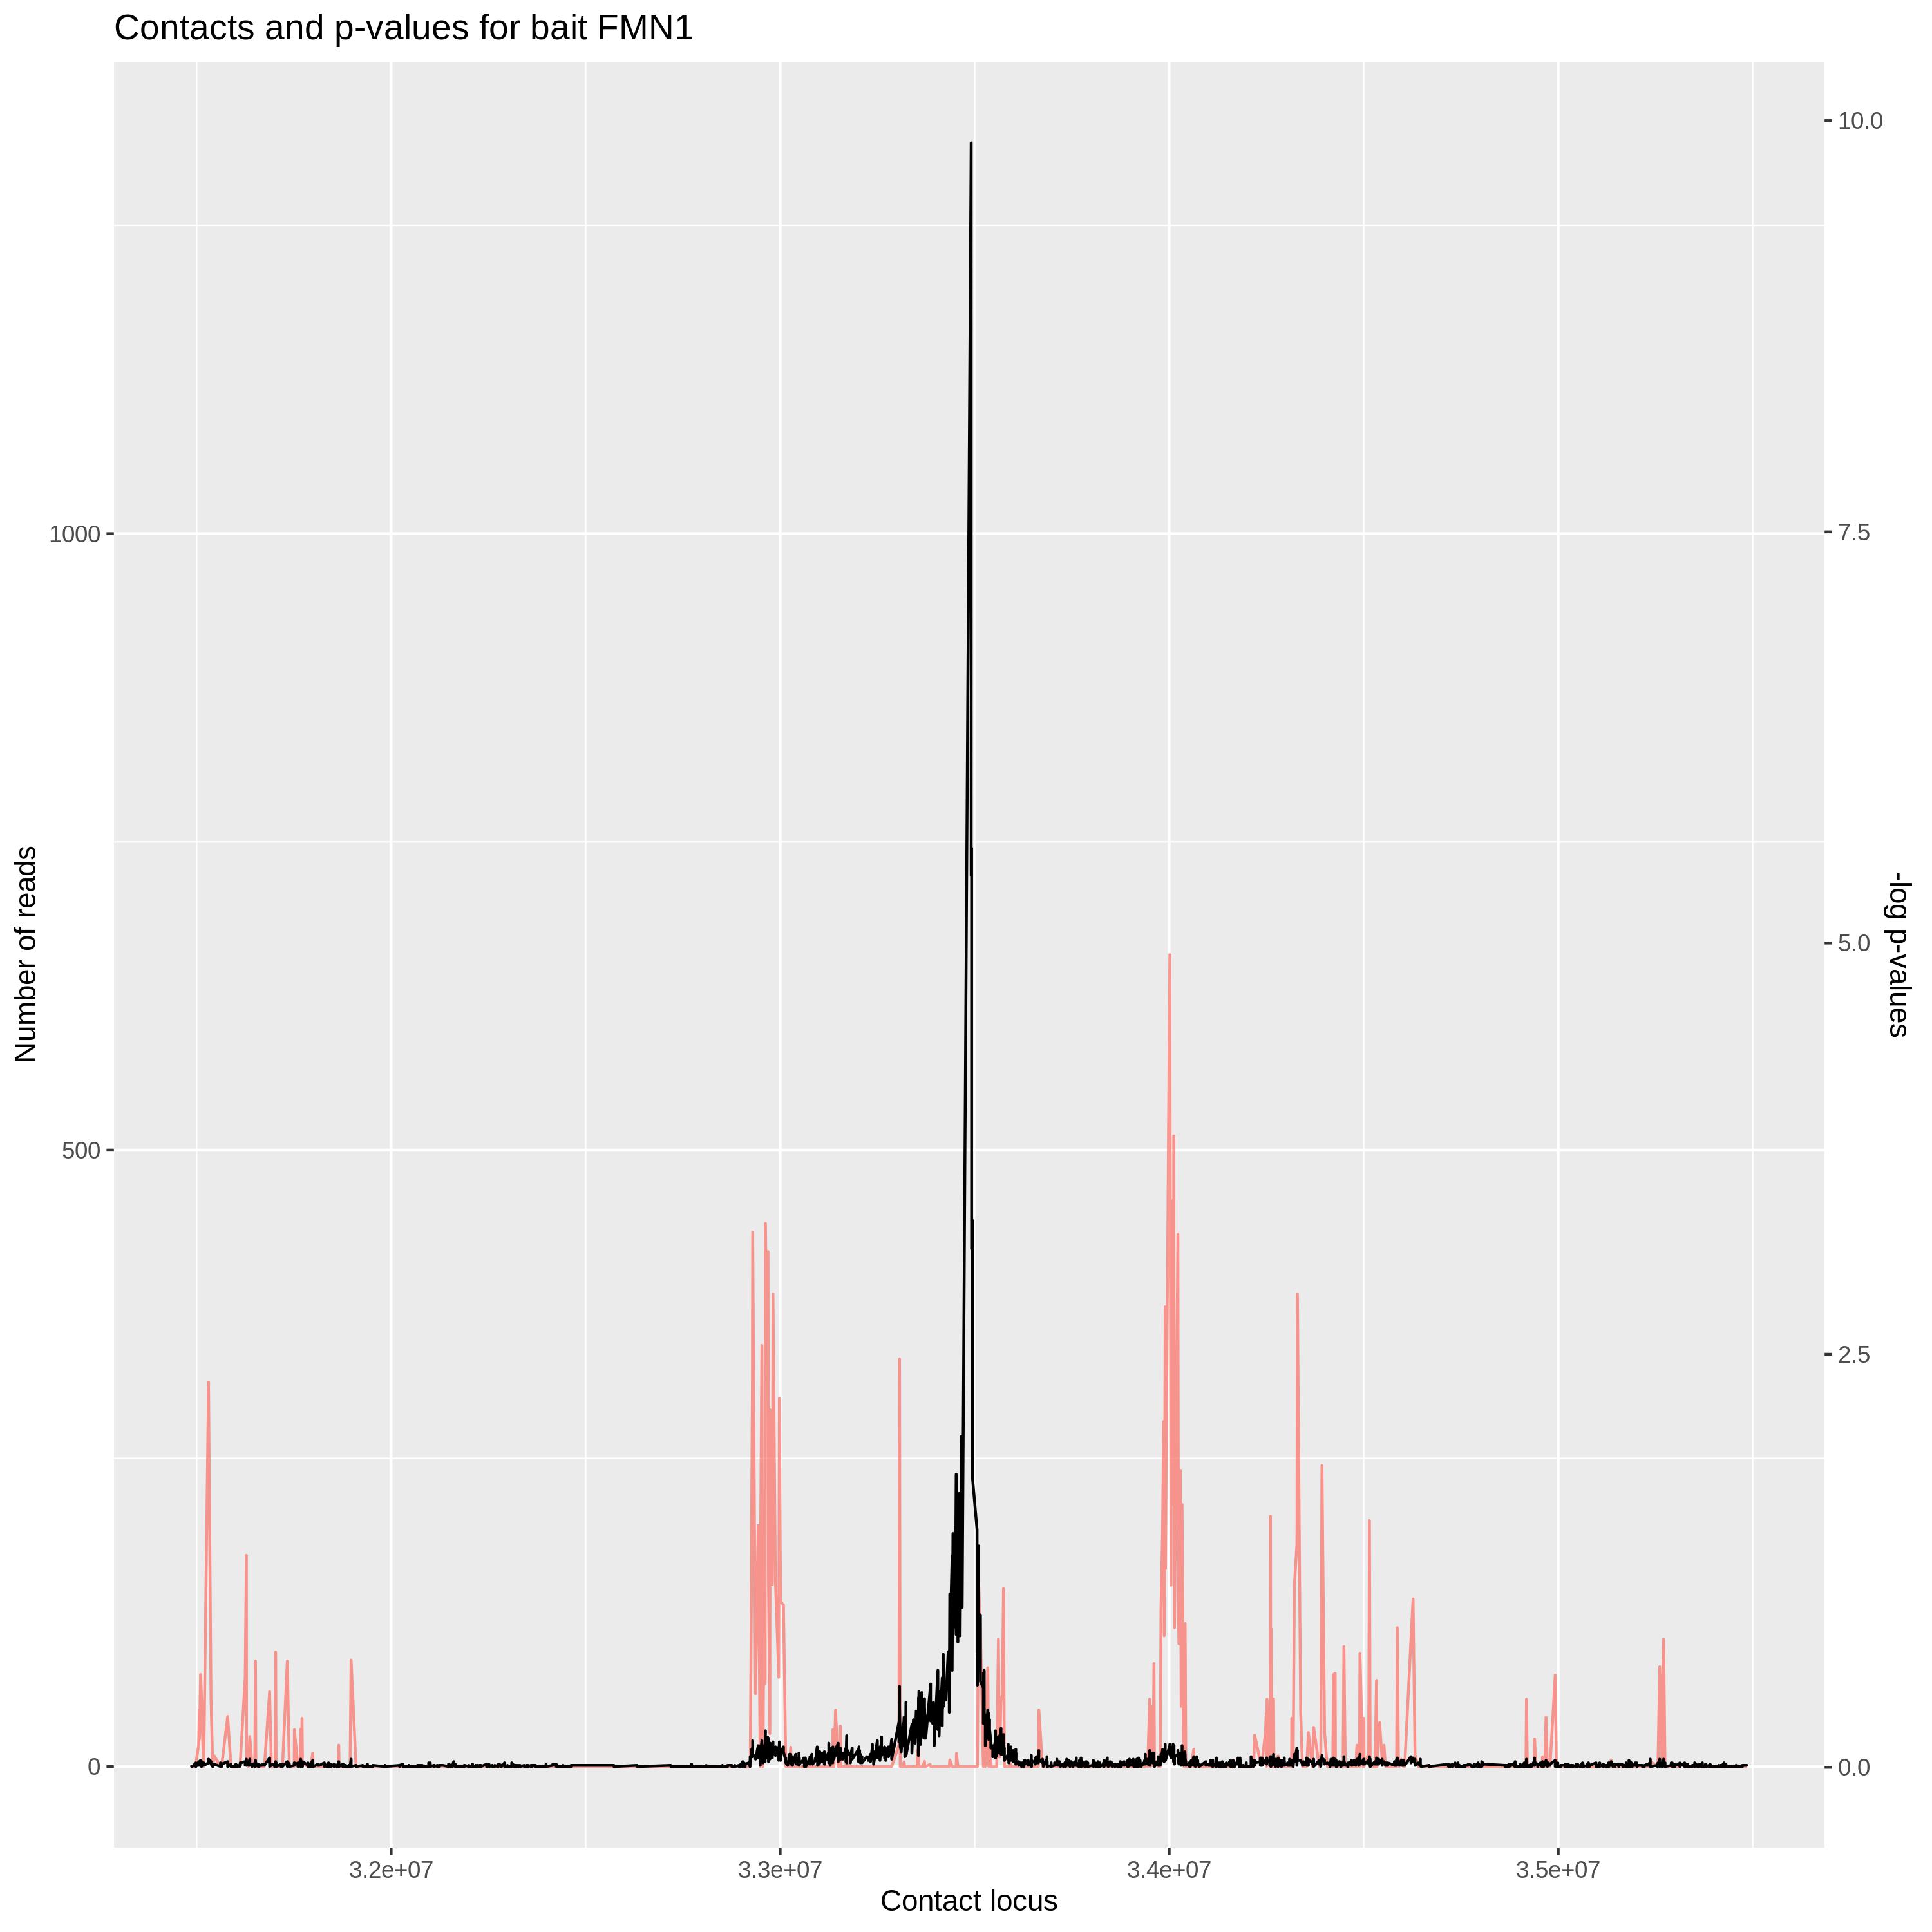 Contacts and p-values for bait FMN1
Number of reads
1000
500
0
10.0
7.5
5.0
2.5
0.0
-log p-values
3.2e+07
3.3e+07
3.4e+07
3.5e+07
Contact locus